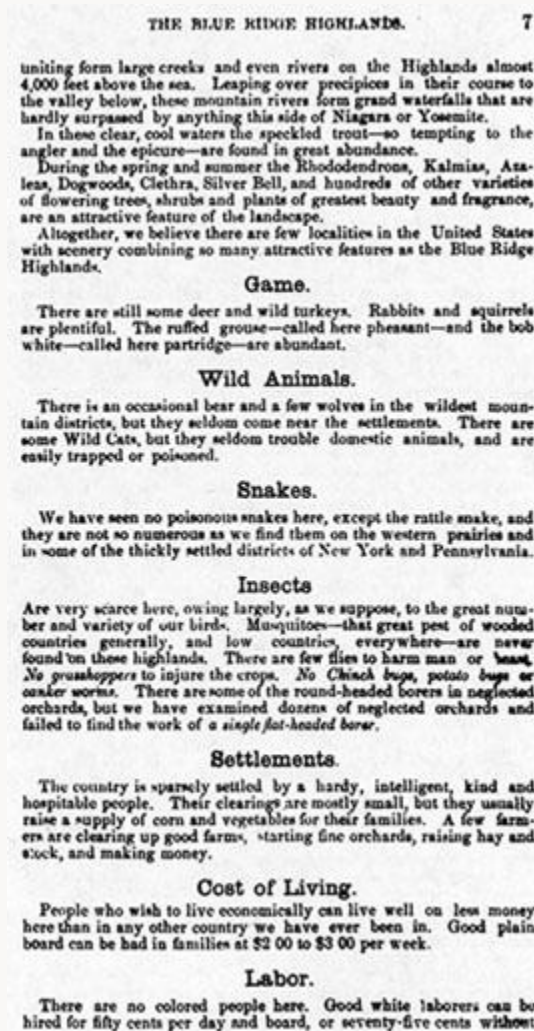 THE BLUE RIDGE HIGHLANDS. 7
uniting form large creeks and even rivers on the Highlands almost
4,000 feet above the sea. Leaping over precipices in their course to
the valley below, these mountain rivers form grand waterfalls that are
hardly surpassed by anything this side of Niagara or Yosemite.
In these clear, cool waters the speckled trout—so tempting to the
angler and the epicure—are found in great abundance.
During the spring and summer the Rhododendrons, Kalmias, Aza-
leas, Dogwoods, Clethra, Silver Bell, and hundreds of other varieties
of flowering trees, shrubs and plants of greatest beauty and fragrance,
are an attractive feature of the landscape.
Altogether, we believe there are few localities in the United States
with scenery combining so many attractive features as the Blue Ridge
Highlands.
Game.
There are still some deer and wild turkeys. Rabbits and squirrels
are plentiful. The ruffed grouse—called here pheasant—and the bob
white—called here partridge—are abundant.
Wild Animals.
There is an occasional bear and a few wolves in the wildest moun-
tain districts, but they seldom come near the settlements. There are
some Wild Cats, but they seldom trouble domestic animals, and are
easily trapped or poisoned.
Snakes.
We have seen no poisonous snakes here, except the rattle snake, and
they are not so numerous as we find them on the western prairies and
in some of the thickly settled districts of New York and Pennsylvania.
Insects
Are very scarce here, owing largely, as we suppose, to the great num-
ber and variety of our birds. Musquitoes—that great pest of wooded
countries generally, and low countries, everywhere—are never
found on these highlands. There are few flies to harm man or beast.
No grasshoppers to injure the crops. No Chinch bugs, potato bugs or
canker worms. There are some of the round-headed borers in neglected
orchards, but we have examined dozens of neglected orchards and
failed to find the work of a single flat-headed borer.
Settlements.
The country is sparsely settled by a hardy, intelligent, kind and
hospitable people. Their clearings are mostly small, but they usually
raise a supply of corn and vegetables for their families. A few farm-
ers are clearing up good farms, starting fine orchards, raising hay and
stock, and making money.
Cost of Living.
People who wish to live economically can live well on less money
here than in any other country we have ever been in. Good plain
board can be had in families at $2 00 to $3 00 per week.
Labor.
There are no colored people here. Good white laborers can be
hired for fifty cents per day and board, or seventy-five cents without